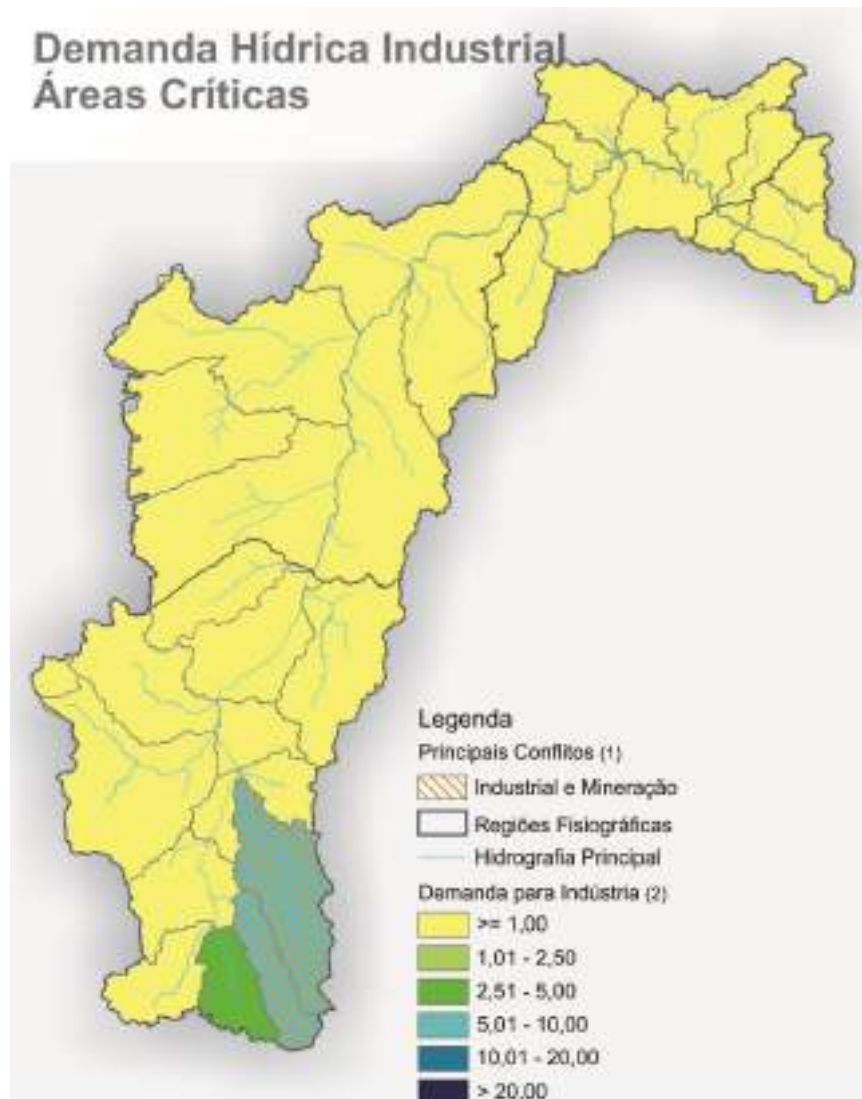 Demanda Hídrica Industrial
Áreas Críticas
Legenda
Principais Conflitos (1)
Industrial e Mineração
Regiões Fisiográficas
Hidrografia Principal
Demanda para Indústria (2)
>= 1,00
1,01 - 2,50
2,51 - 5,00
5,01 - 10,00
10,01 - 20,00
> 20,00